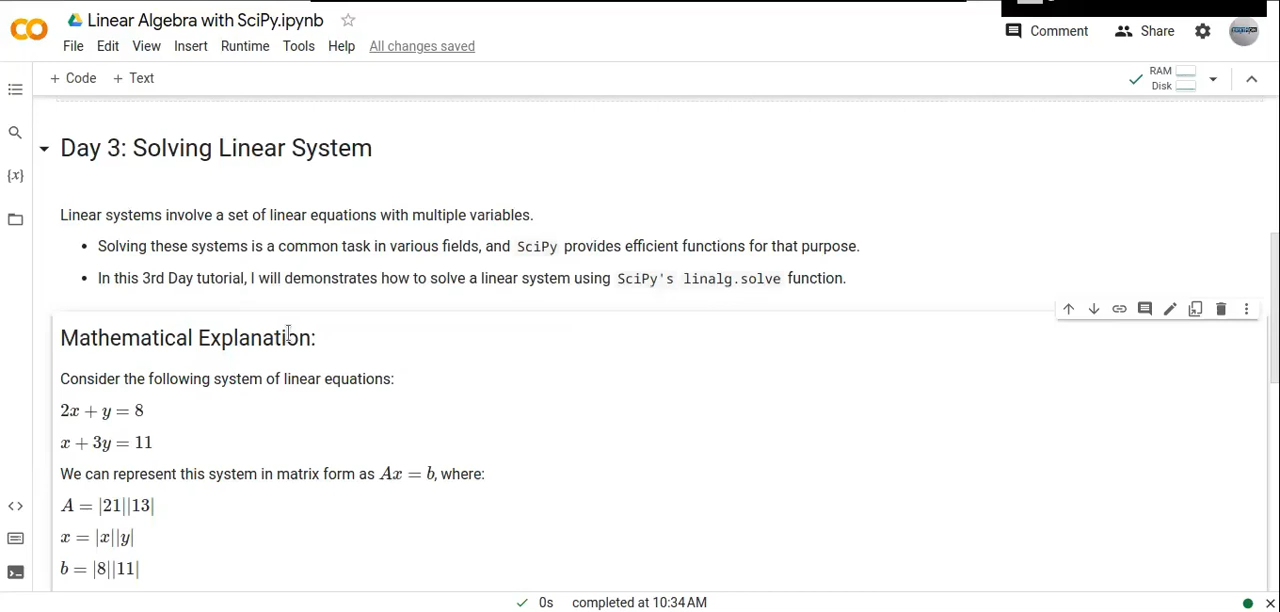 Linear Algebra with SciPy.ipynb
File Edit View Insert Runtime Tools Help All changes saved
Comment Share
+ Code + Text
RAM
Disk
Day 3: Solving Linear System
Linear systems involve a set of linear equations with multiple variables.
• Solving these systems is a common task in various fields, and SciPy provides efficient functions for that purpose.
• In this 3rd Day tutorial, I will demonstrates how to solve a linear system using SciPy's linalg.solve function.
Mathematical Explanation:
Consider the following system of linear equations:
2x + y = 8
x + 3y = 11
We can represent this system in matrix form as Ax = b, where:
A = |21||13|
x = |x||y|
b = |8||11|
0s completed at 10:34 AM